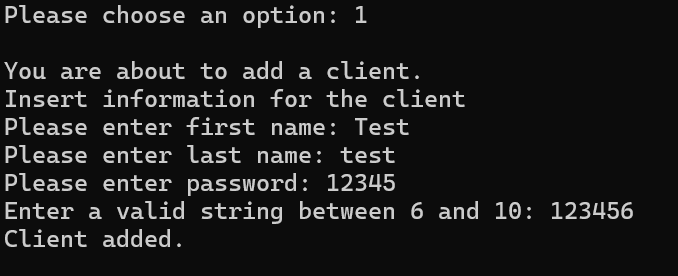 Please choose an option: 1
You are about to add a client.
Insert information for the client
Please enter first name: Test
Please enter last name: test
Please enter password: 12345
Enter a valid string between 6 and 10: 123456
Client added.